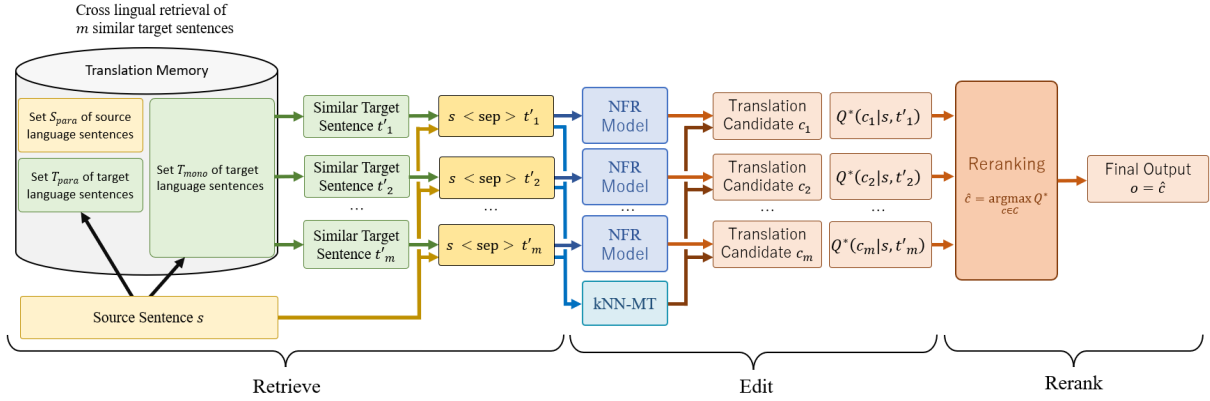 Cross lingual retrieval of
m similar target sentences
Translation Memory
Set S_para of source
language sentences
Set T_para of target
language sentences
Set T_mono of target
language sentences
Source Sentence s
Similar Target
Sentence t'_1
Similar Target
Sentence t'_2
...
Similar Target
Sentence t'_m
s < sep > t'_1
s < sep > t'_2
...
s < sep > t'_m
NFR
Model
NFR
Model
...
NFR
Model
kNN-MT
Translation
Candidate c_1
Translation
Candidate c_2
...
Translation
Candidate c_m
Q*(c_1|s, t'_1)
Q*(c_2|s, t'_2)
...
Q*(c_m|s, t'_m)
Reranking
ĉ = argmax Q*
c∈C
Final Output
o = ĉ
Retrieve
Edit
Rerank